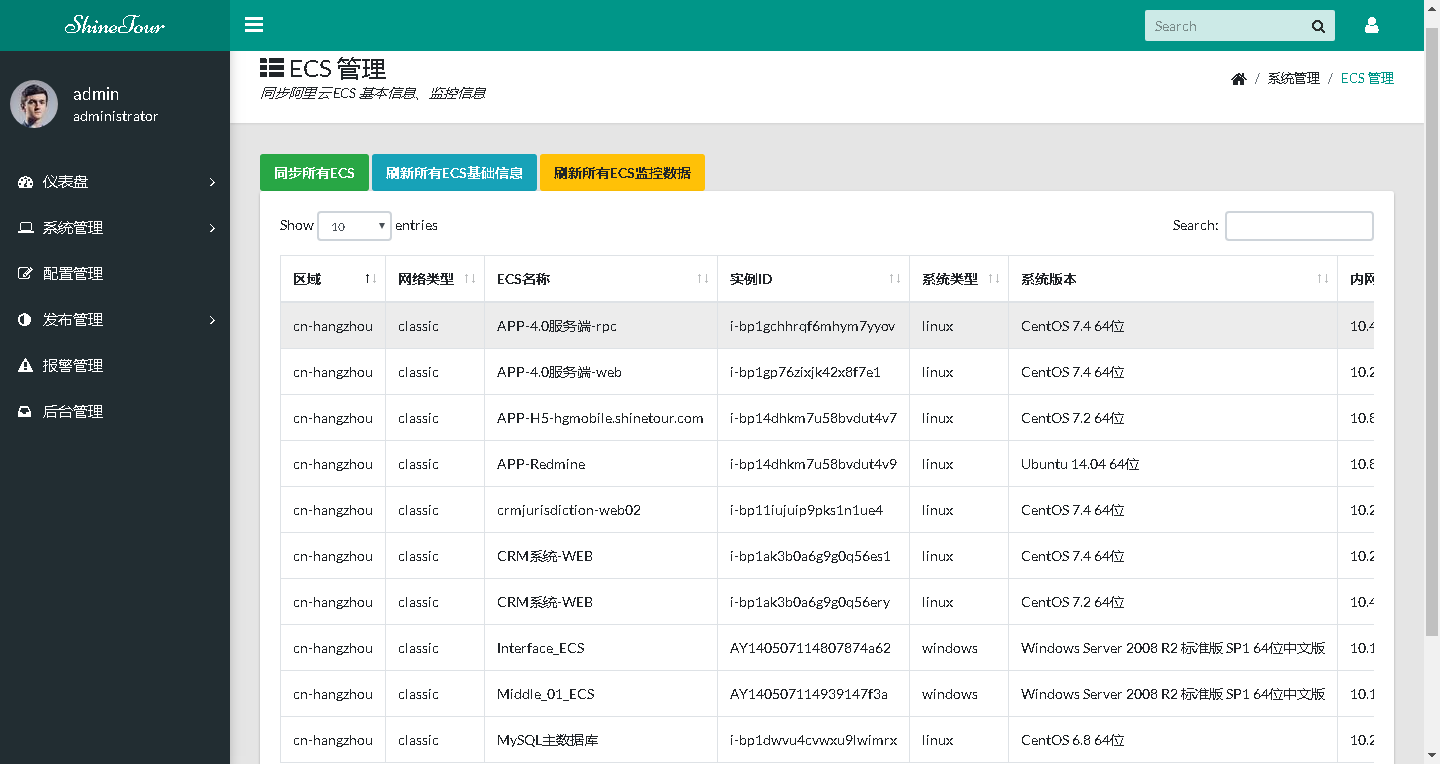 ShineTour
Search
admin
administrator
仪表盘
系统管理
配置管理
发布管理
报警管理
后台管理
ECS 管理
同步阿里云 ECS 基本信息、监控信息
/ 系统管理 / ECS 管理
同步所有ECS 刷新所有ECS基础信息 刷新所有ECS监控数据
Show 10 entries Search:
区域 网络类型 ECS名称 实例ID 系统类型 系统版本 内网
cn-hangzhou classic APP-4.0服务端-rpc i-bp1gchhrqf6mhym7yyov linux CentOS 7.4 64位 10.4
cn-hangzhou classic APP-4.0服务端-web i-bp1gp76zixjk42x8f7e1 linux CentOS 7.4 64位 10.2
cn-hangzhou classic APP-H5-hgmobile.shinetour.com i-bp14dhkm7u58bvdut4v7 linux CentOS 7.2 64位 10.8
cn-hangzhou classic APP-Redmine i-bp14dhkm7u58bvdut4v9 linux Ubuntu 14.04 64位 10.8
cn-hangzhou classic crmjurisdiction-web02 i-bp11iujuip9pks1n1ue4 linux CentOS 7.4 64位 10.2
cn-hangzhou classic CRM系统-WEB i-bp1ak3b0a6g9g0q56es1 linux CentOS 7.4 64位 10.2
cn-hangzhou classic CRM系统-WEB i-bp1ak3b0a6g9g0q56ery linux CentOS 7.2 64位 10.4
cn-hangzhou classic Interface_ECS AY140507114807874a62 windows Windows Server 2008 R2 标准版 SP1 64位中文版 10.1
cn-hangzhou classic Middle_01_ECS AY140507114939147f3a windows Windows Server 2008 R2 标准版 SP1 64位中文版 10.1
cn-hangzhou classic MySQL主数据库 i-bp1dwvu4cvwxu9lwimrx linux CentOS 6.8 64位 10.2